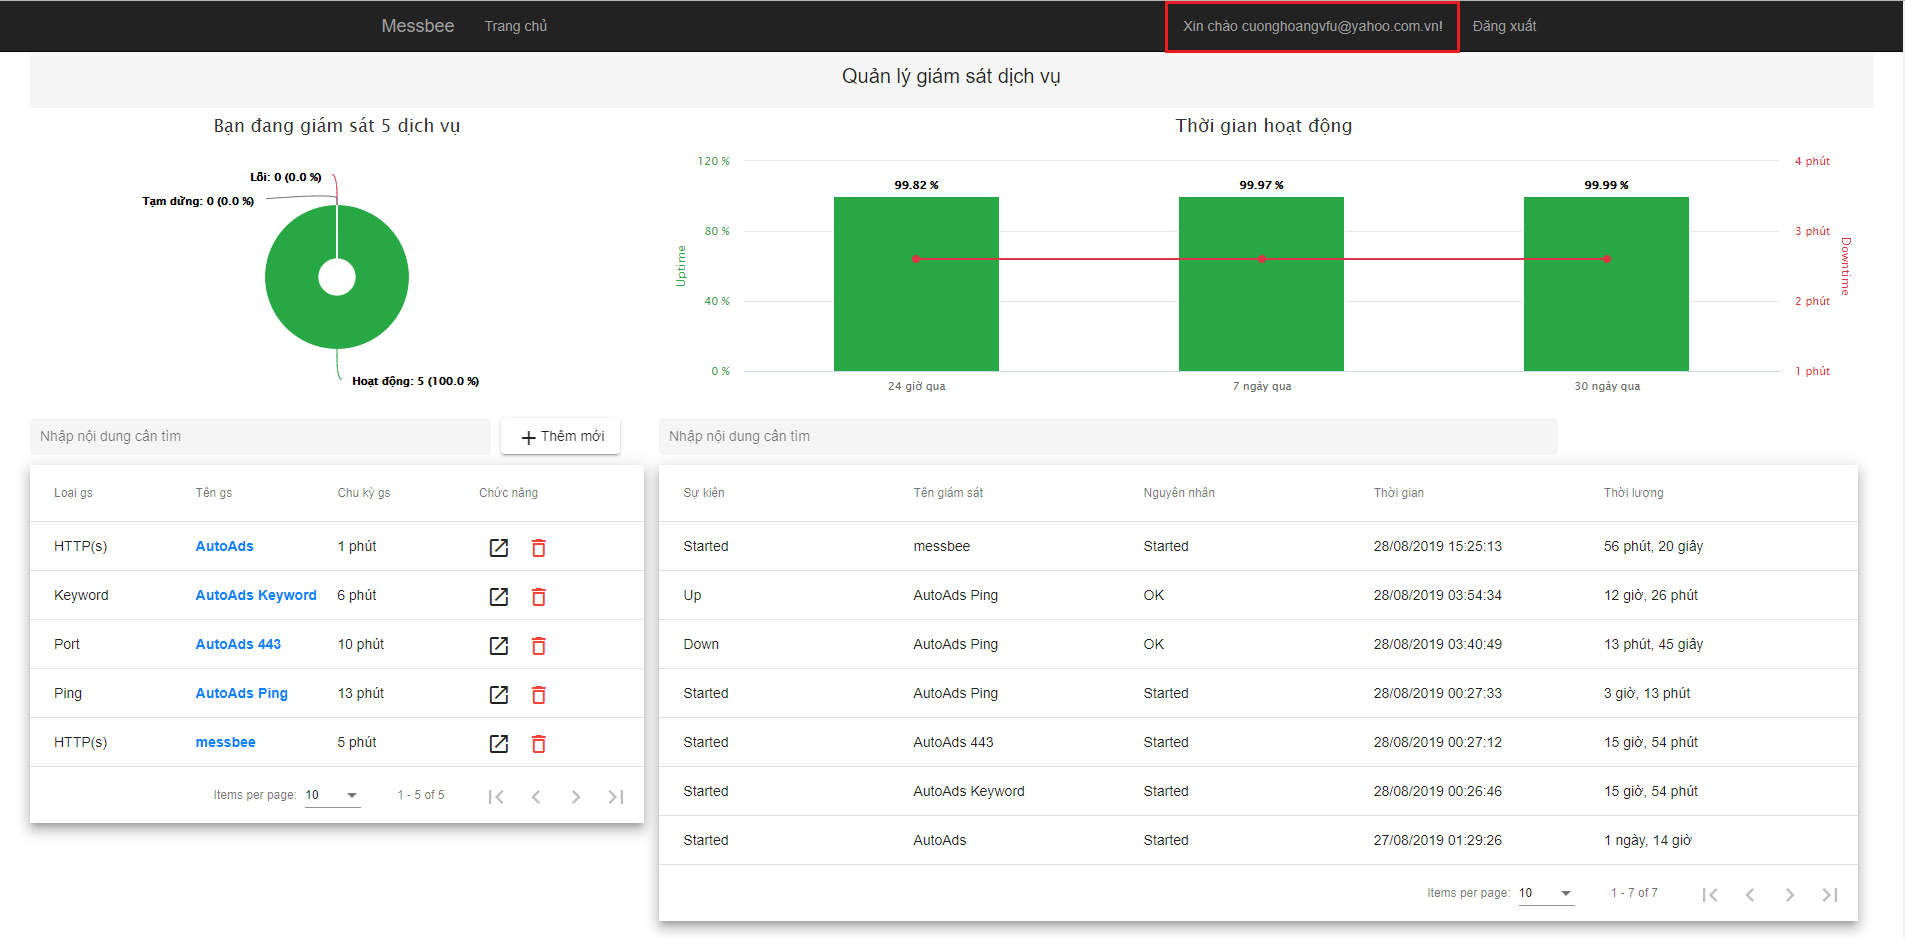 Messbee Trang chủ Xin chào cuonghoangvfu@yahoo.com.vn! Đăng xuất
Quản lý giám sát dịch vụ
Bạn đang giám sát 5 dịch vụ
Lỗi: 0 (0.0 %)
Tạm dừng: 0 (0.0 %)
Hoạt động: 5 (100.0 %)
Thời gian hoạt động
120 %
80 %
40 %
0 %
Uptime
99.82 % 99.97 % 99.99 %
24 giờ qua 7 ngày qua 30 ngày qua
4 phút
3 phút
2 phút
1 phút
Downtime
Nhập nội dung cần tìm
Thêm mới
Loại gs Tên gs Chu kỳ gs Chức năng
HTTP(s) AutoAds 1 phút
Keyword AutoAds Keyword 6 phút
Port AutoAds 443 10 phút
Ping AutoAds Ping 13 phút
HTTP(s) messbee 5 phút
Items per page: 10 1 - 5 of 5
Nhập nội dung cần tìm
Sự kiện Tên giám sát Nguyên nhân Thời gian Thời lượng
Started messbee Started 28/08/2019 15:25:13 56 phút, 20 giây
Up AutoAds Ping OK 28/08/2019 03:54:34 12 giờ, 26 phút
Down AutoAds Ping OK 28/08/2019 03:40:49 13 phút, 45 giây
Started AutoAds Ping Started 28/08/2019 00:27:33 3 giờ, 13 phút
Started AutoAds 443 Started 28/08/2019 00:27:12 15 giờ, 54 phút
Started AutoAds Keyword Started 28/08/2019 00:26:46 15 giờ, 54 phút
Started AutoAds Started 27/08/2019 01:29:26 1 ngày, 14 giờ
Items per page: 10 1 - 7 of 7